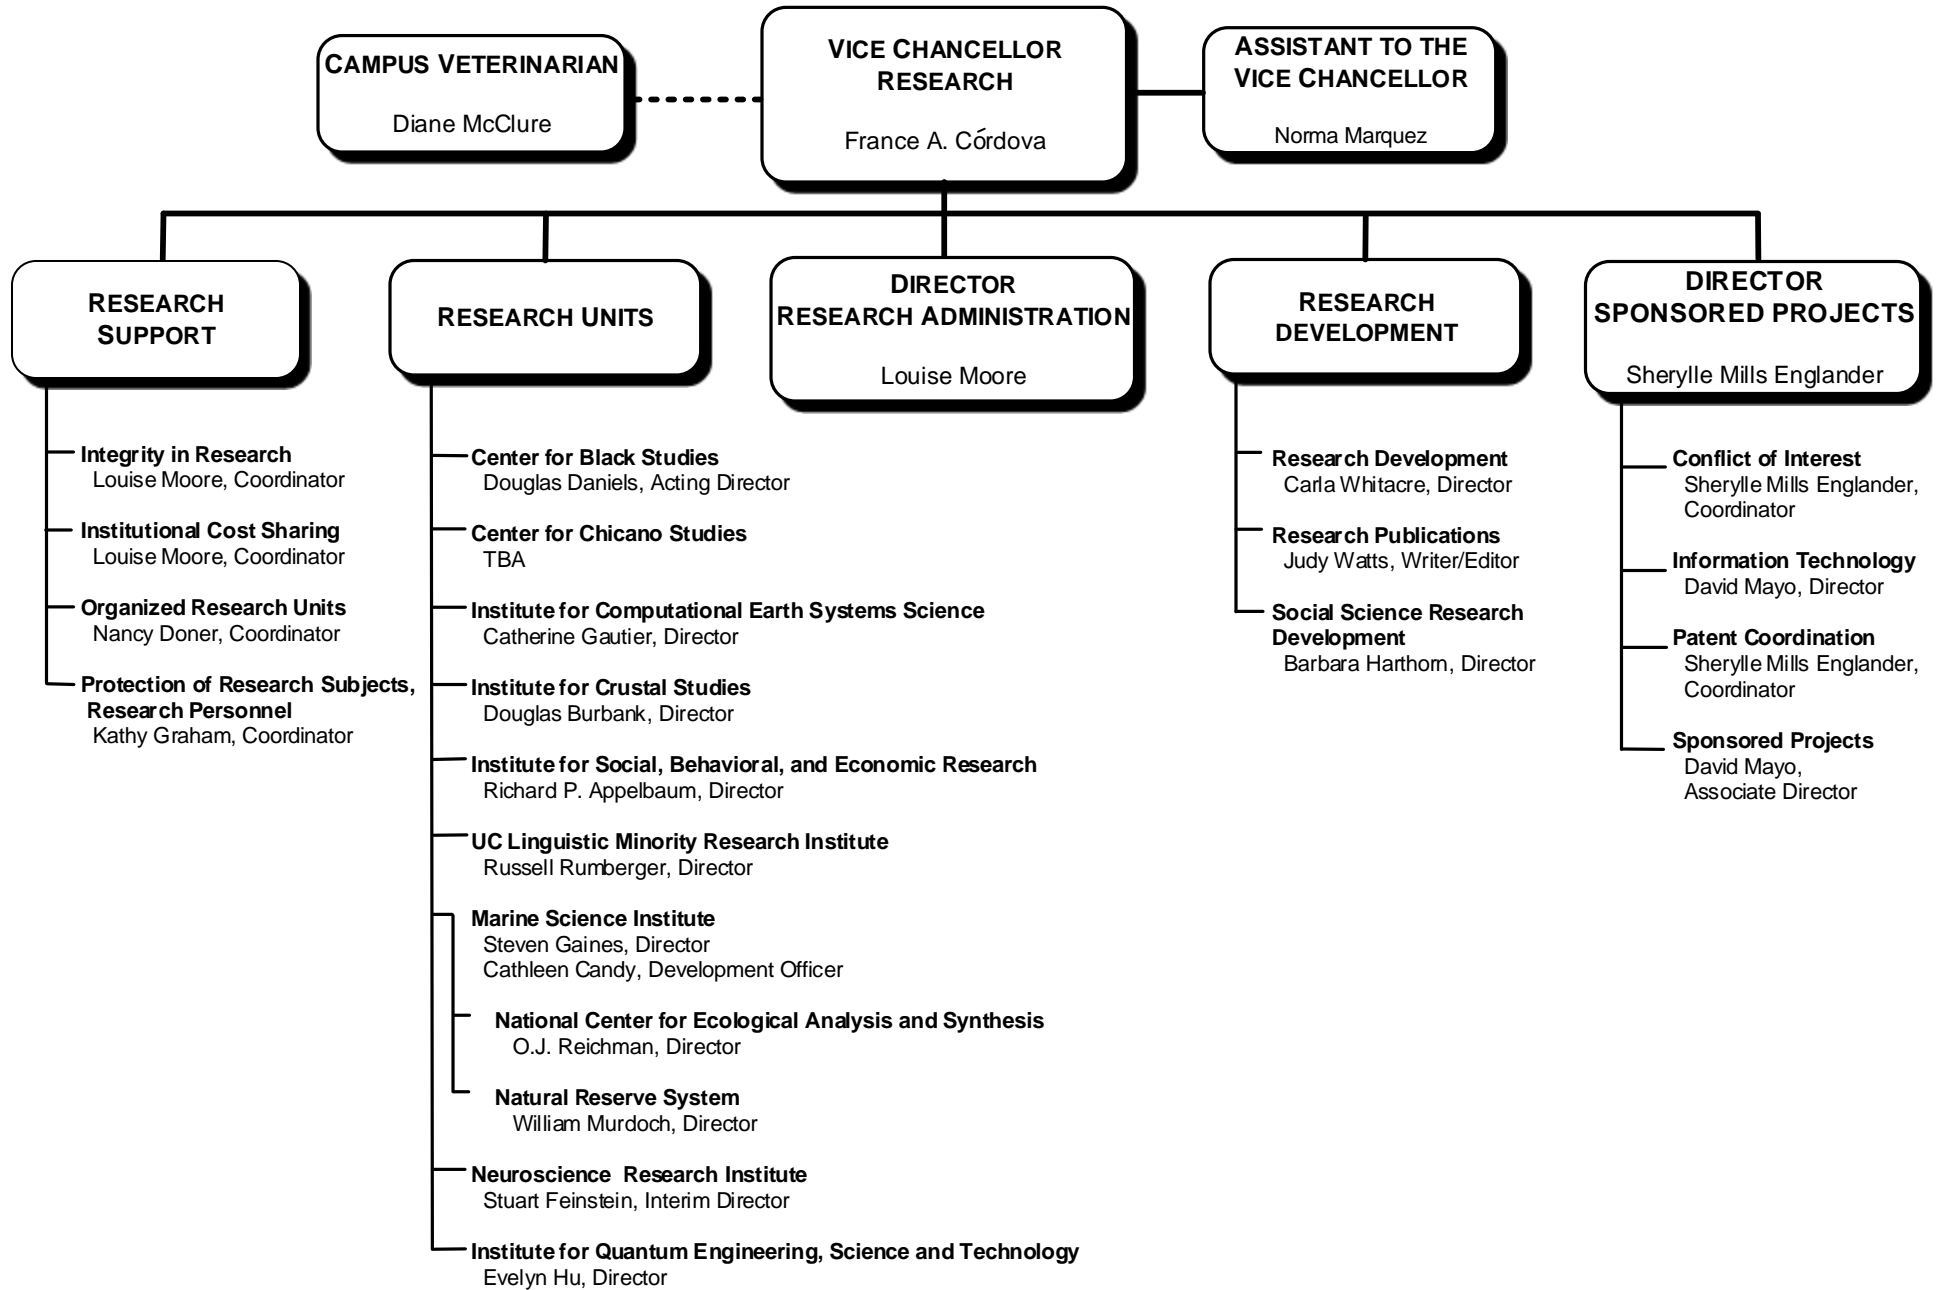 CAMPUS VETERINARIAN
Diane McClure
VICE CHANCELLOR
RESEARCH
France A. Córdova
ASSISTANT TO THE
VICE CHANCELLOR
Norma Marquez
RESEARCH
SUPPORT
Integrity in Research
Louise Moore, Coordinator
Institutional Cost Sharing
Louise Moore, Coordinator
Organized Research Units
Nancy Doner, Coordinator
Protection of Research Subjects,
Research Personnel
Kathy Graham, Coordinator
RESEARCH UNITS
Center for Black Studies
Douglas Daniels, Acting Director
Center for Chicano Studies
TBA
Institute for Computational Earth Systems Science
Catherine Gautier, Director
Institute for Crustal Studies
Douglas Burbank, Director
Institute for Social, Behavioral, and Economic Research
Richard P. Appelbaum, Director
UC Linguistic Minority Research Institute
Russell Rumberger, Director
Marine Science Institute
Steven Gaines, Director
Cathleen Candy, Development Officer
National Center for Ecological Analysis and Synthesis
O.J. Reichman, Director
Natural Reserve System
William Murdoch, Director
Neuroscience Research Institute
Stuart Feinstein, Interim Director
Institute for Quantum Engineering, Science and Technology
Evelyn Hu, Director
DIRECTOR
RESEARCH ADMINISTRATION
Louise Moore
RESEARCH
DEVELOPMENT
Research Development
Carla Whitacre, Director
Research Publications
Judy Watts, Writer/Editor
Social Science Research
Development
Barbara Harthorn, Director
DIRECTOR
SPONSORED PROJECTS
Sherylle Mills Englander
Conflict of Interest
Sherylle Mills Englander,
Coordinator
Information Technology
David Mayo, Director
Patent Coordination
Sherylle Mills Englander,
Coordinator
Sponsored Projects
David Mayo,
Associate Director